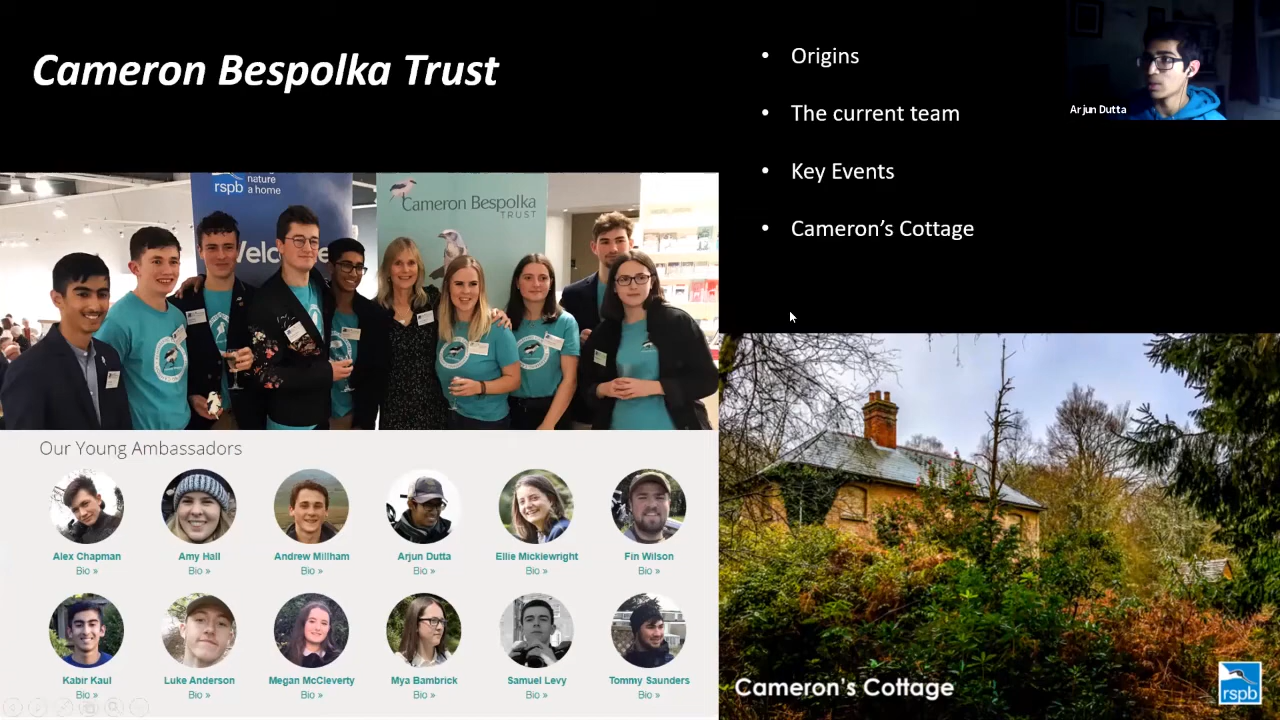 Cameron Bespolka Trust
• Origins
• The current team
• Key Events
• Cameron’s Cottage
Arjun Dutta
rspb
nature
a home
Welcome
Cameron Bespolka
TRUST
Our Young Ambassadors
Alex Chapman
Bio »
Amy Hall
Bio »
Andrew Millham
Bio »
Arjun Dutta
Bio »
Ellie Micklewright
Bio »
Fin Wilson
Bio »
Kabir Kaul
Bio »
Luke Anderson
Bio »
Megan McCleverty
Bio »
Mya Bambrick
Bio »
Samuel Levy
Bio »
Tommy Saunders
Bio »
Cameron's Cottage
rspb